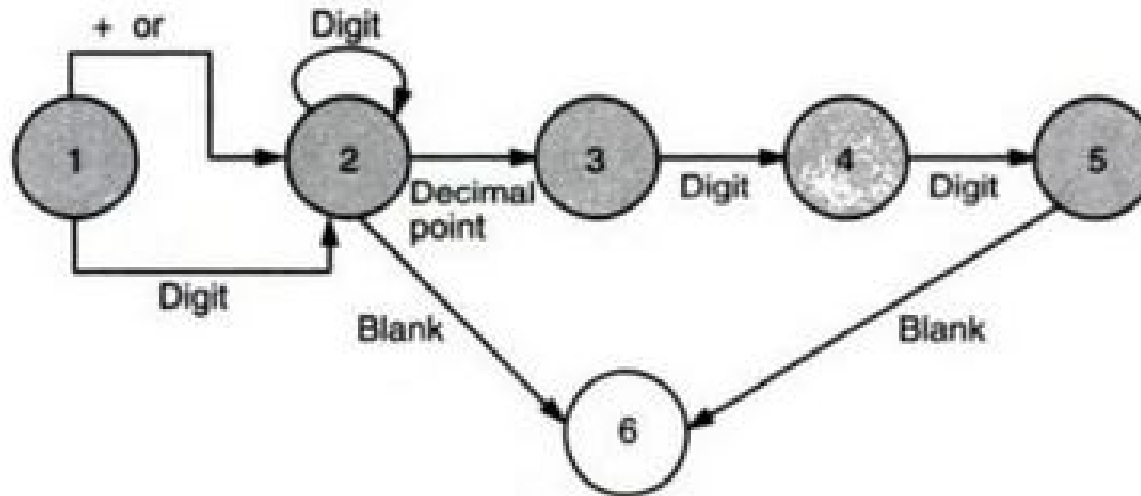 + or
Digit
1
2
3
4
5
Decimal
point
Digit
Digit
Digit
Blank
Blank
6